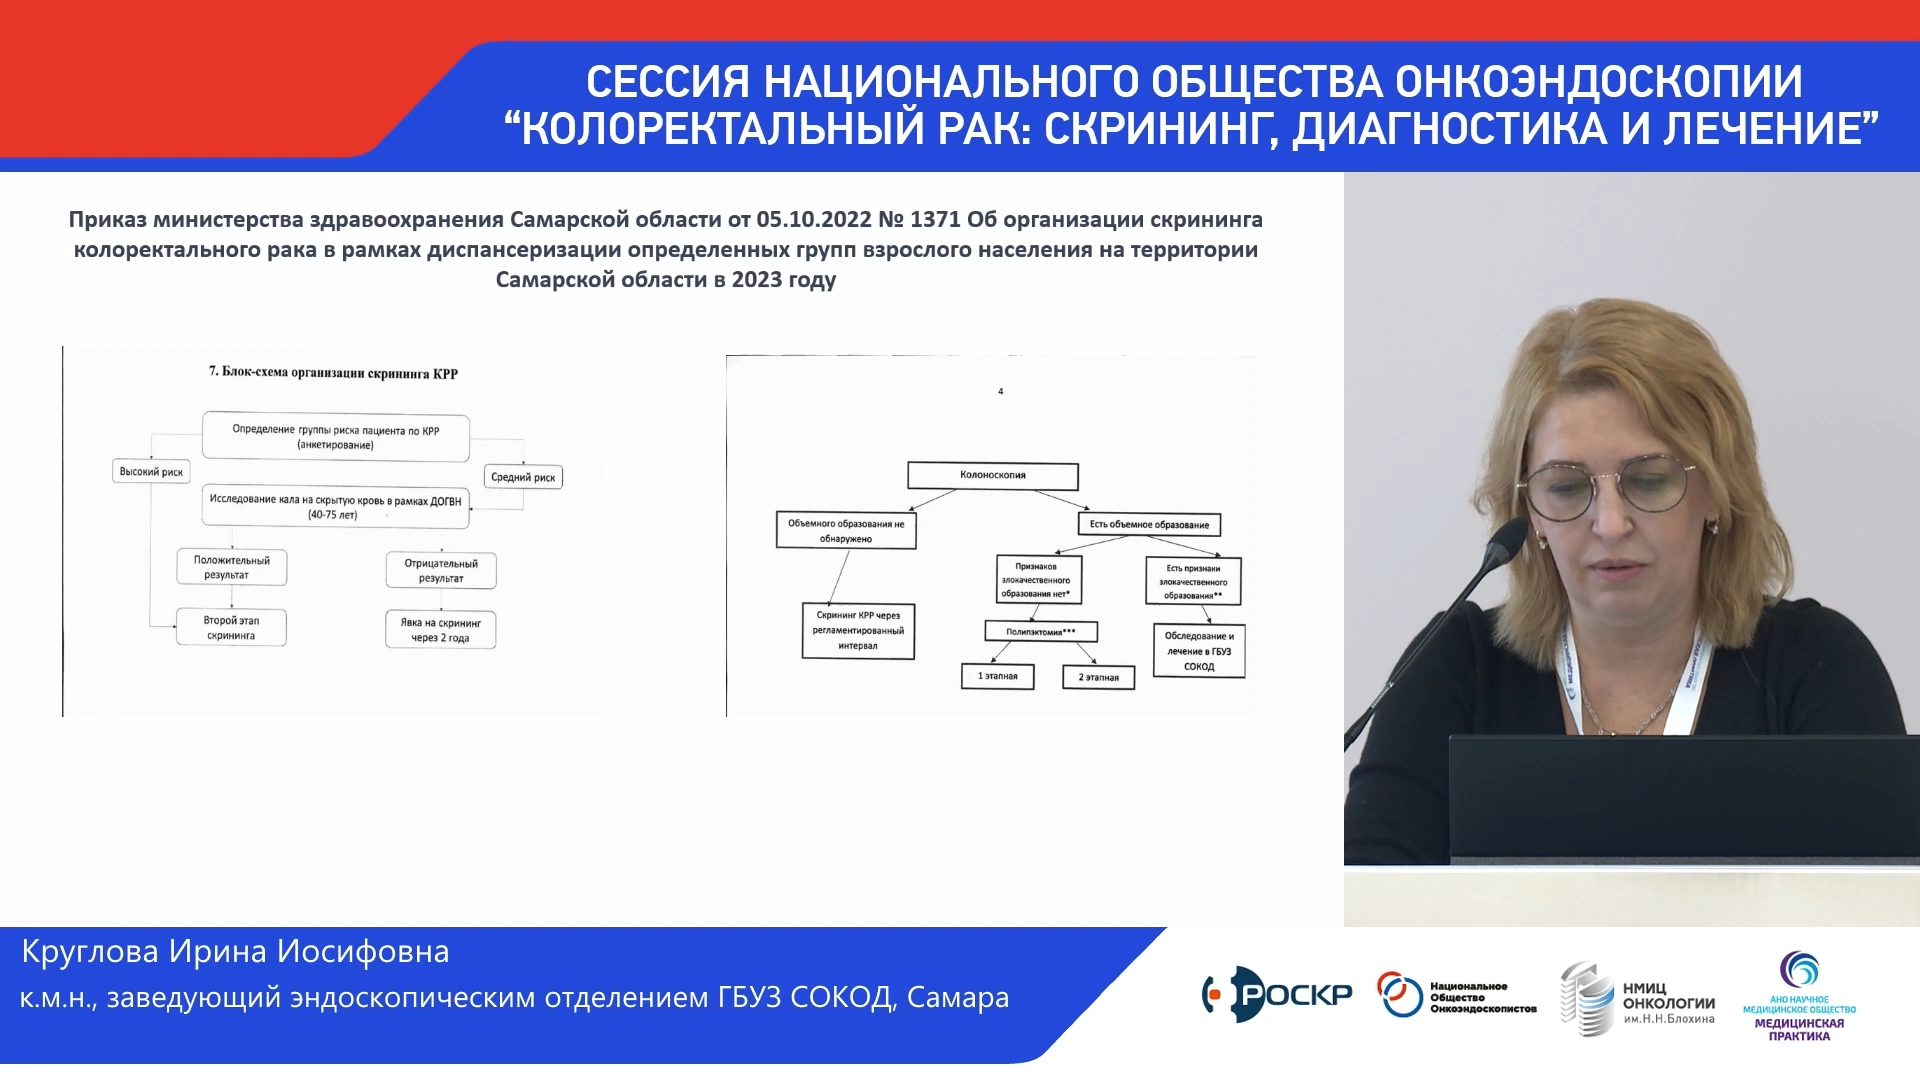 СЕССИЯ НАЦИОНАЛЬНОГО ОБЩЕСТВА ОНКОЭНДОСКОПИИ
“КОЛОРЕКТАЛЬНЫЙ РАК: СКРИНИНГ, ДИАГНОСТИКА И ЛЕЧЕНИЕ”
Приказ министерства здравоохранения Самарской области от 05.10.2022 № 1371 Об организации скрининга
колоректального рака в рамках диспансеризации определенных групп взрослого населения на территории
Самарской области в 2023 году
7. Блок-схема организации скрининга КРР
Определение группы риска пациента по КРР
(анкетирование)
Высокий риск
Средний риск
Исследование кала на скрытую кровь в рамках ДОГВН
(40-75 лет)
Положительный
результат
Отрицательный
результат
Второй этап
скрининга
Явка на скрининг
через 2 года
4
Колоноскопия
Объемного образования не
обнаружено
Есть объемное образование
Признаков
злокачественного
образования нет*
Есть признаки
злокачественного
образования**
Скрининг КРР через
регламентированный
интервал
Полипэктомия***
Обследование и
лечение в ГБУЗ
СОКОД
1 этапная
2 этапная
Круглова Ирина Иосифовна
к.м.н., заведующий эндоскопическим отделением ГБУЗ СОКОД, Самара
РОСКР
Национальное
Общество
Онкоэндоскопистов
НМИЦ
ОНКОЛОГИИ
им.Н.Н.Блохина
АНО НАУЧНОЕ
МЕДИЦИНСКОЕ ОБЩЕСТВО
МЕДИЦИНСКАЯ
ПРАКТИКА